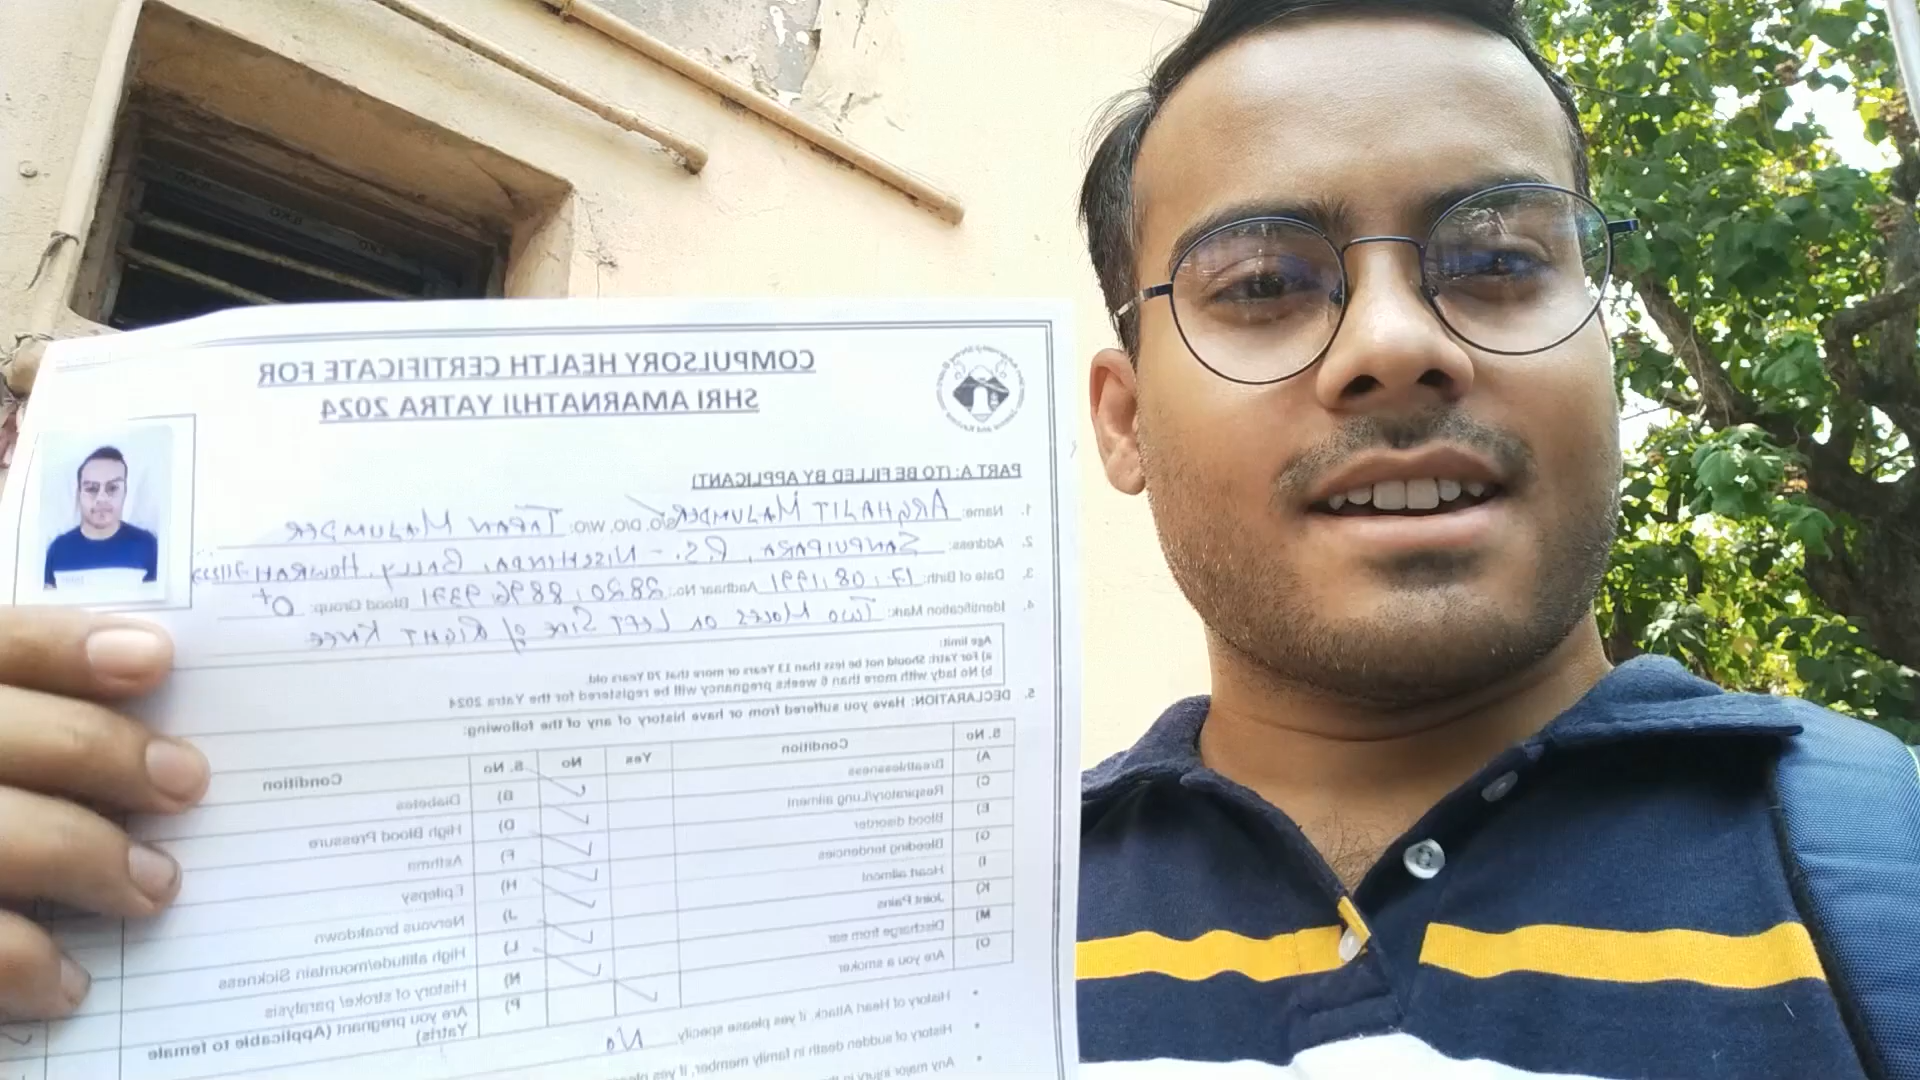 COMPULSORY HEALTH CERTIFICATE FOR
SHRI AMARNATHJI YATRA 2024
PART A: (TO BE FILLED BY APPLICANT)
1. Name: ARGHAJIT MAJUMDER S/O, D/O, W/O: TAPAN MAJUMDER
2. Address: SANPUIPARA, P.S. - NISCHINDA, BALLY, HOWRAH
3. Date of Birth: 17.08.1991 Aadhaar No.: Blood Group: O+
4. Identification Mark: TWO MOLES ON LEFT SIDE of RIGHT KNEE
Age limit:
a) For Yatri: Should not be less than 13 Years or more that 70 Years old.
b) No lady with more than 6 weeks pregnancy will be registered for the Yatra 2024
5. DECLARATION: Have you suffered from or have history of any of the following:
S. No Condition Yes No S. No Condition
A) Breathlessness B) Diabetes
C) Respiratory/Lung ailment D) High Blood Pressure
E) Blood disorder F) Asthma
G) Bleeding tendencies H) Epilepsy
I) Heart ailment J) Nervous breakdown
K) Joint Pains L) High altitude/mountain Sickness
M) Discharge from ear N) History of stroke/ paralysis
O) Are you a smoker P) Are you pregnant (Applicable to female Yatris)
• History of Heart Attack, if yes please specify No
• History of sudden death in family member, if yes
• Any major injury in